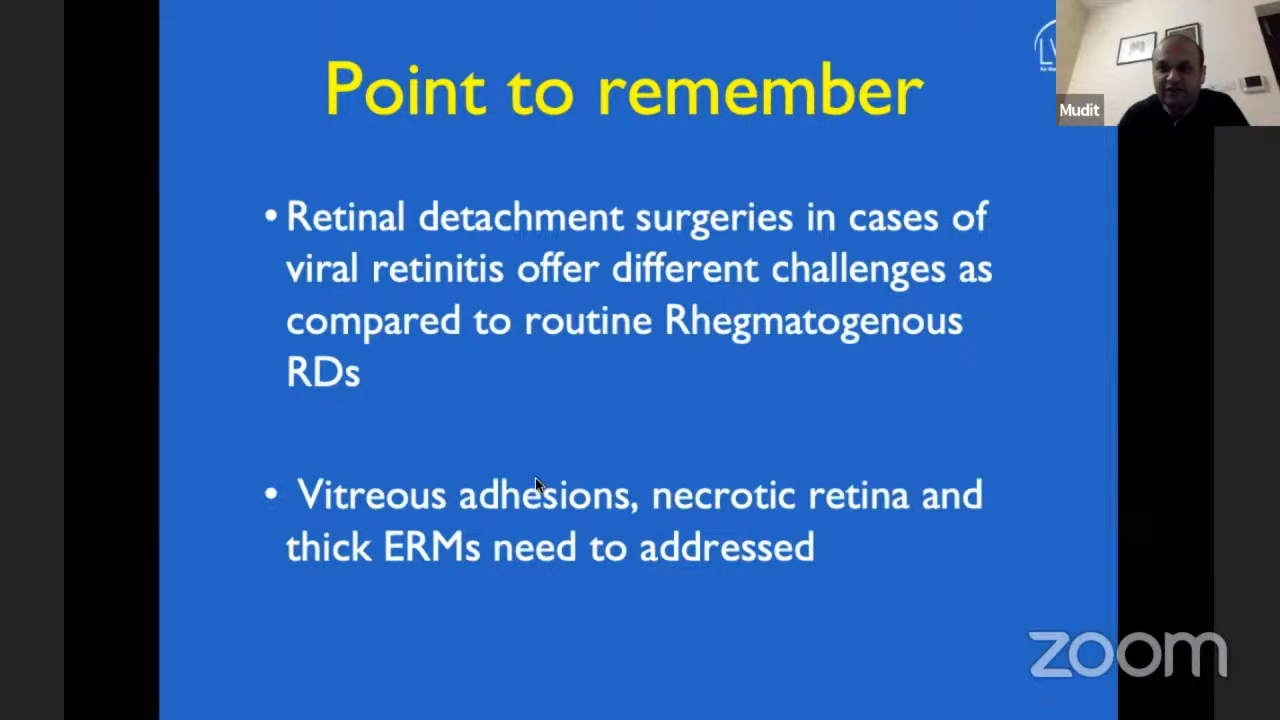 Point to remember
• Retinal detachment surgeries in cases of
viral retinitis offer different challenges as
compared to routine Rhegmatogenous
RDs
• Vitreous adhesions, necrotic retina and
thick ERMs need to addressed
Mudit
zoom